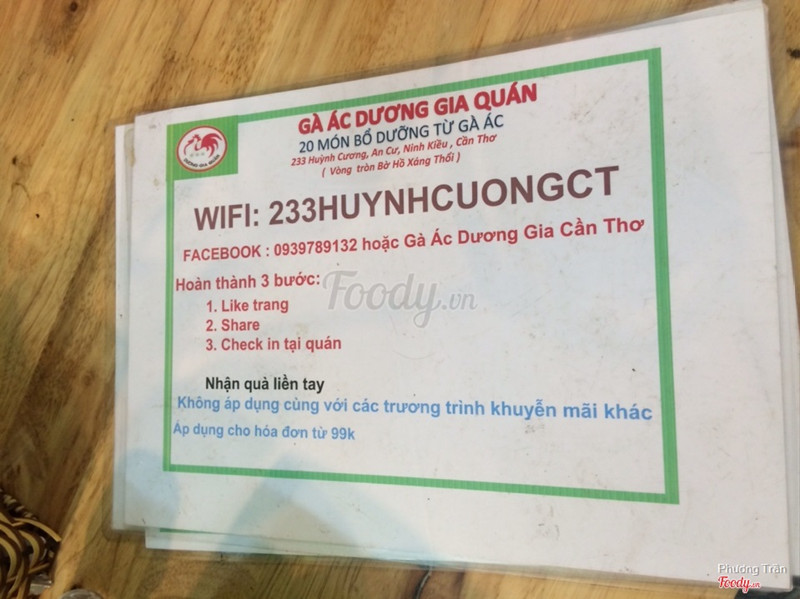 GÀ ÁC DƯƠNG GIA QUÁN
20 MÓN BỔ DƯỠNG TỪ GÀ ÁC
233 Huỳnh Cương, An Cư, Ninh Kiều , Cần Thơ
( Vòng tròn Bờ Hồ Xáng Thổi )
DƯƠNG GIA QUÁN
WIFI: 233HUYNHCUONGCT
FACEBOOK : 0939789132 hoặc Gà Ác Dương Gia Cần Thơ
Hoàn thành 3 bước:
1. Like trang
2. Share
3. Check in tại quán
Foody.vn
Nhận quà liền tay
Không áp dụng cùng với các trương trình khuyễn mãi khác
Áp dụng cho hóa đơn từ 99k
Phương Trần
Foody.vn